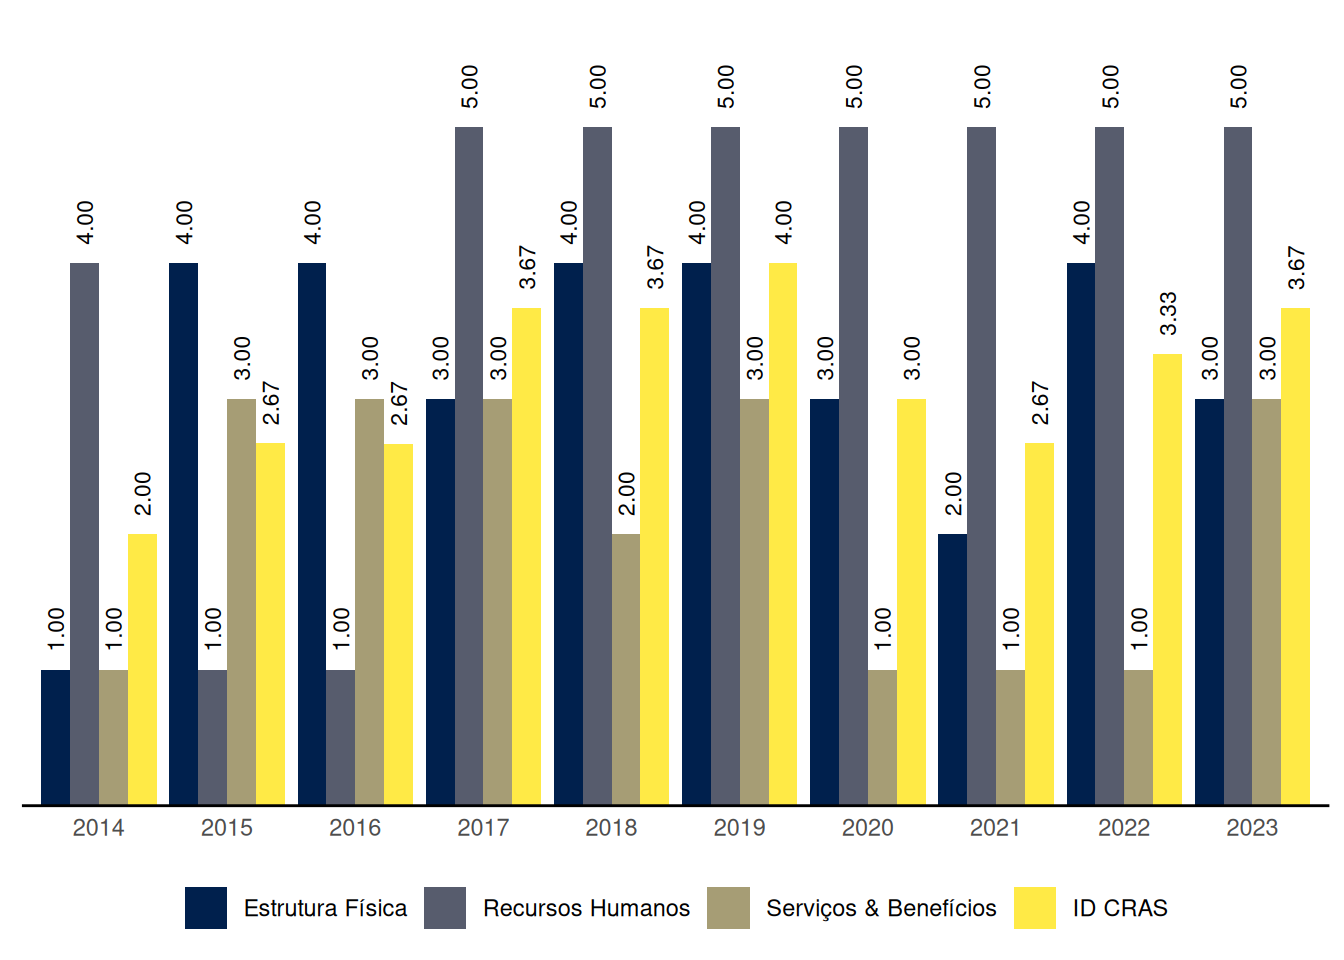 5.00 5.00 5.00 5.00 5.00 5.00 5.00
4.00 4.00 4.00 4.00 4.00 4.00 4.00
3.67 3.67 3.67
3.33
3.00 3.00 3.00 3.00 3.00 3.00 3.00 3.00 3.00
2.67 2.67 2.67
2.00 2.00 2.00
1.00 1.00 1.00 1.00 1.00 1.00 1.00
2014 2015 2016 2017 2018 2019 2020 2021 2022 2023
Estrutura Física Recursos Humanos Serviços & Benefícios ID CRAS